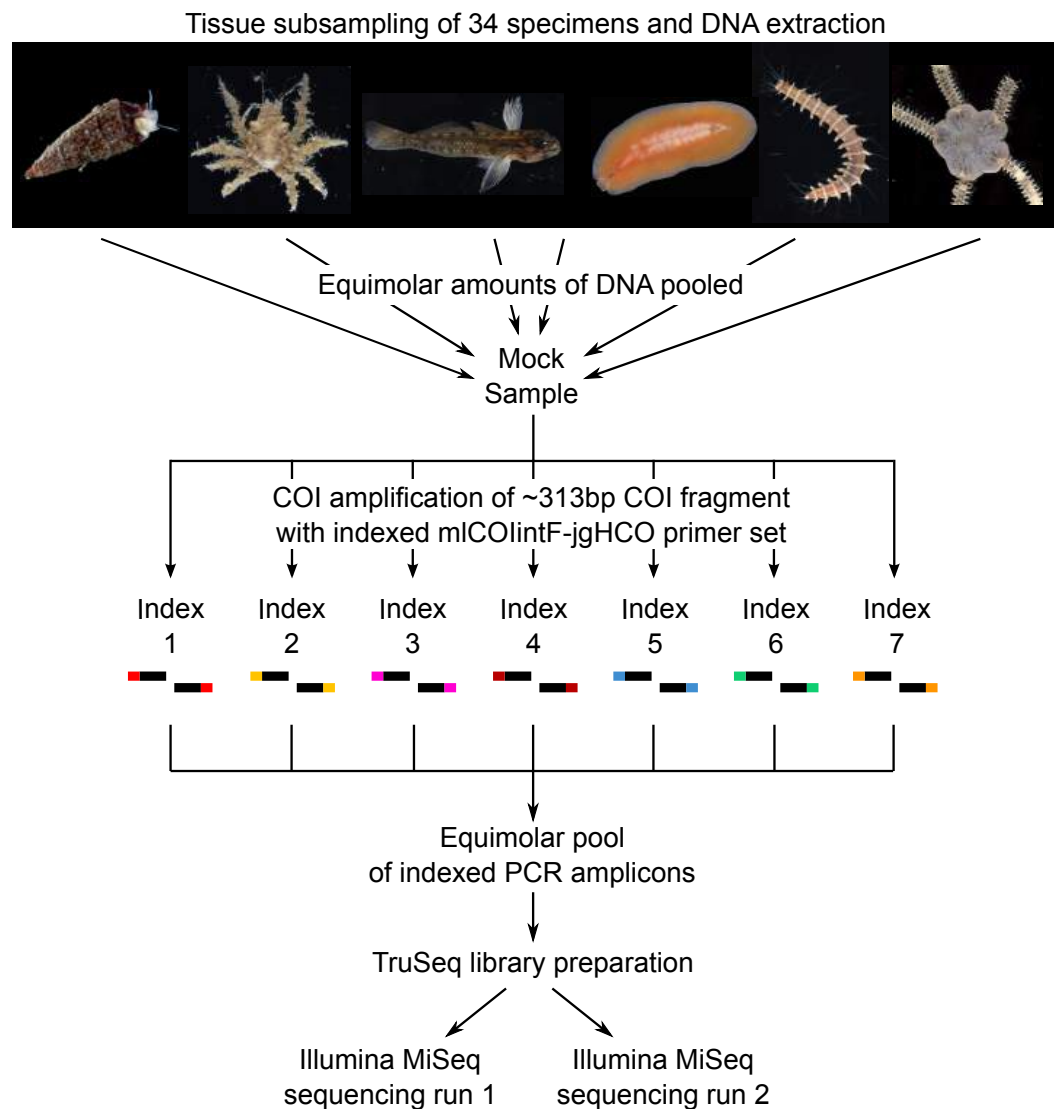 Tissue subsampling of 34 specimens and DNA extraction
Equimolar amounts of DNA pooled
Mock
Sample
COI amplification of ~313bp COI fragment
with indexed mlCOIintF-jgHCO primer set
Index Index Index Index Index Index Index
1 2 3 4 5 6 7
Equimolar pool
of indexed PCR amplicons
TruSeq library preparation
Illumina MiSeq Illumina MiSeq
sequencing run 1 sequencing run 2